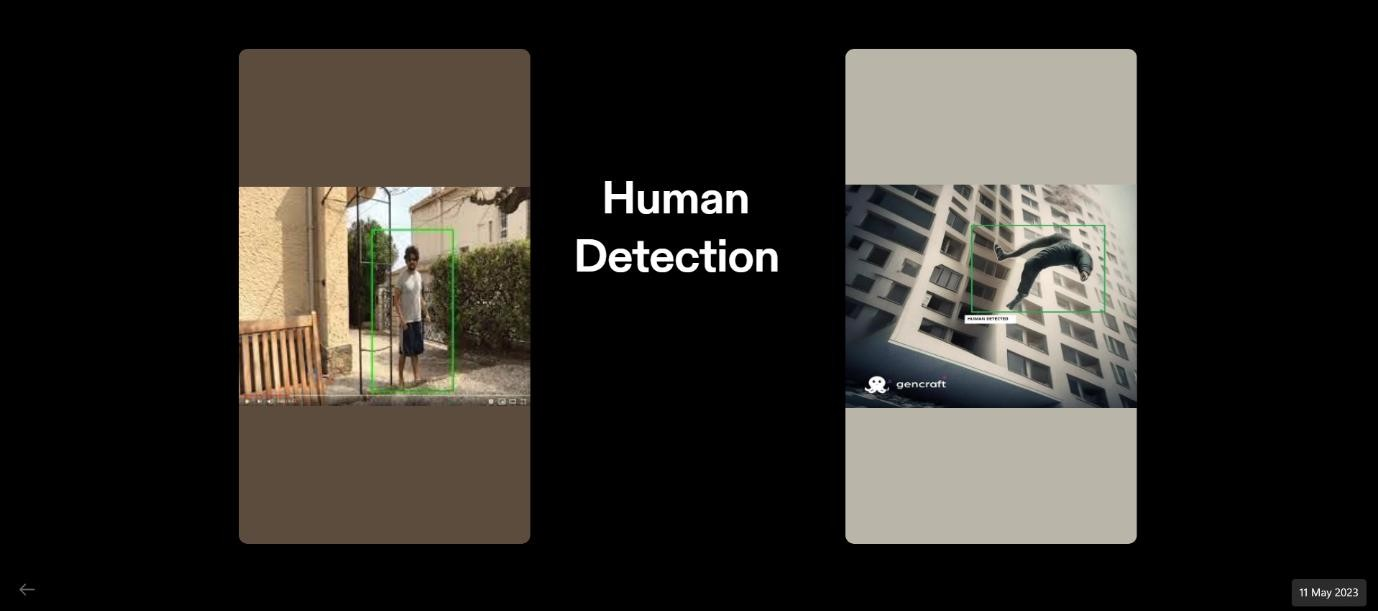 Human
Detection
HUMAN DETECTED
gencraft
11 May 2023